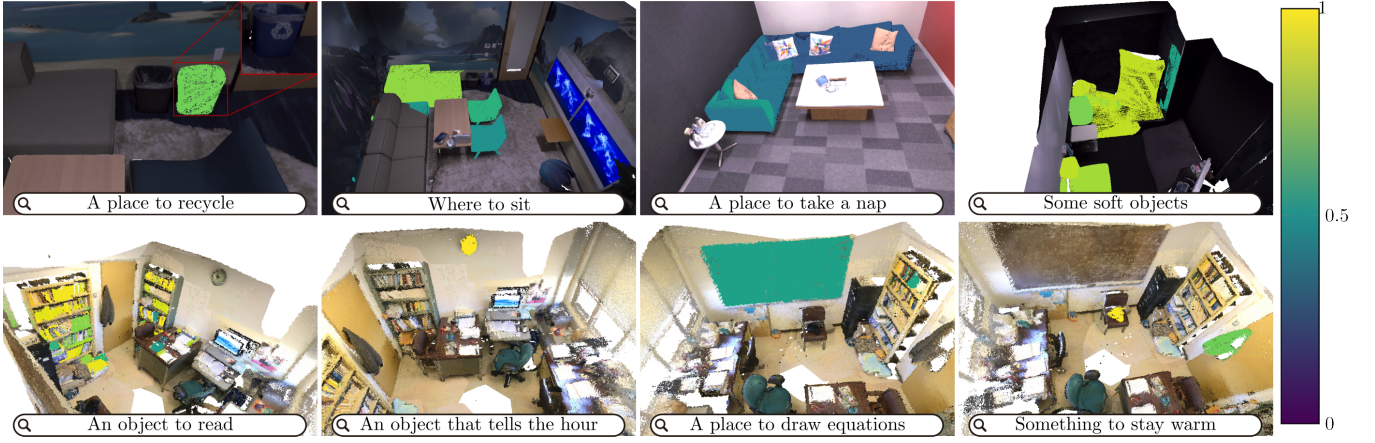 A place to recycle
Where to sit
A place to take a nap
Some soft objects
1
0.5
0
An object to read
An object that tells the hour
A place to draw equations
Something to stay warm